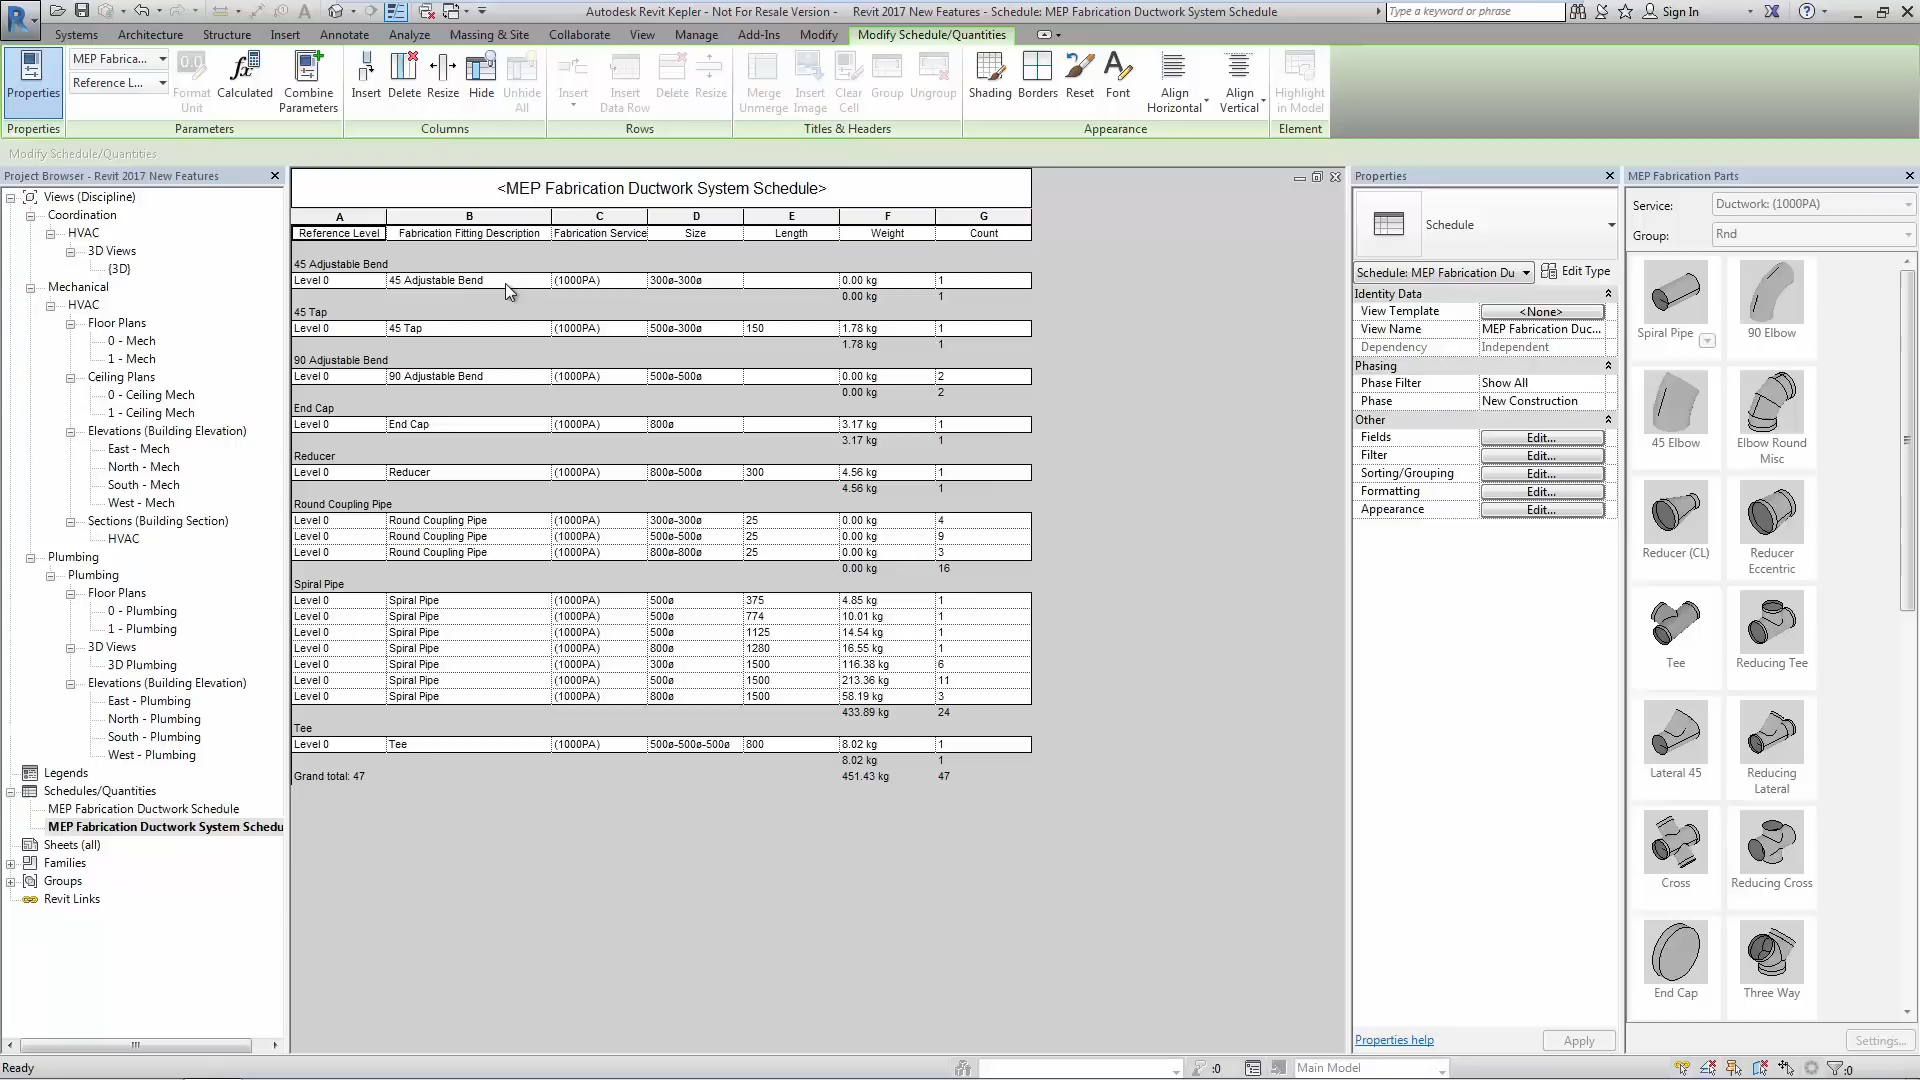 Autodesk Revit Kepler - Not For Resale Version - Revit 2017 New Features - Schedule: MEP Fabrication Ductwork System Schedule
Type a keyword or phrase
Sign In
Systems Architecture Structure Insert Annotate Analyze Massing & Site Collaborate View Manage Add-Ins Modify Modify Schedule/Quantities
Properties
MEP Fabrica...
Reference L...
Format Unit
Calculated
Combine Parameters
Insert Delete Resize Hide Unhide All
Insert Insert Data Row Delete Resize
Merge Unmerge Insert Image Clear Cell Group Ungroup
Shading Borders Reset Font Align Horizontal Align Vertical
Highlight in Model
Properties Parameters Columns Rows Titles & Headers Appearance Element
Modify Schedule/Quantities
Project Browser - Revit 2017 New Features
Views (Discipline)
Coordination
HVAC
3D Views
{3D}
Mechanical
HVAC
Floor Plans
0 - Mech
1 - Mech
Ceiling Plans
0 - Ceiling Mech
1 - Ceiling Mech
Elevations (Building Elevation)
East - Mech
North - Mech
South - Mech
West - Mech
Sections (Building Section)
HVAC
Plumbing
Plumbing
Floor Plans
0 - Plumbing
1 - Plumbing
3D Views
3D Plumbing
Elevations (Building Elevation)
East - Plumbing
North - Plumbing
South - Plumbing
West - Plumbing
Legends
Schedules/Quantities
MEP Fabrication Ductwork Schedule
MEP Fabrication Ductwork System Schedu
Sheets (all)
Families
Groups
Revit Links
<MEP Fabrication Ductwork System Schedule>
A B C D E F G
Reference Level Fabrication Fitting Description Fabrication Service Size Length Weight Count
45 Adjustable Bend
Level 0 45 Adjustable Bend (1000PA) 300ø-300ø 0.00 kg 1
0.00 kg 1
45 Tap
Level 0 45 Tap (1000PA) 500ø-300ø 150 1.78 kg 1
1.78 kg 1
90 Adjustable Bend
Level 0 90 Adjustable Bend (1000PA) 500ø-500ø 0.00 kg 2
0.00 kg 2
End Cap
Level 0 End Cap (1000PA) 800ø 3.17 kg 1
3.17 kg 1
Reducer
Level 0 Reducer (1000PA) 800ø-500ø 300 4.56 kg 1
4.56 kg 1
Round Coupling Pipe
Level 0 Round Coupling Pipe (1000PA) 300ø-300ø 25 0.00 kg 4
Level 0 Round Coupling Pipe (1000PA) 500ø-500ø 25 0.00 kg 9
Level 0 Round Coupling Pipe (1000PA) 800ø-800ø 25 0.00 kg 3
0.00 kg 16
Spiral Pipe
Level 0 Spiral Pipe (1000PA) 500ø 375 4.85 kg 1
Level 0 Spiral Pipe (1000PA) 500ø 774 10.01 kg 1
Level 0 Spiral Pipe (1000PA) 500ø 1125 14.54 kg 1
Level 0 Spiral Pipe (1000PA) 800ø 1280 16.55 kg 1
Level 0 Spiral Pipe (1000PA) 300ø 1500 116.38 kg 6
Level 0 Spiral Pipe (1000PA) 500ø 1500 213.36 kg 11
Level 0 Spiral Pipe (1000PA) 800ø 1500 58.19 kg 3
433.89 kg 24
Tee
Level 0 Tee (1000PA) 500ø-500ø-500ø 800 8.02 kg 1
8.02 kg 1
Grand total: 47 451.43 kg 47
Properties
Schedule
Schedule: MEP Fabrication Du Edit Type
Identity Data
View Template <None>
View Name MEP Fabrication Duc...
Dependency Independent
Phasing
Phase Filter Show All
Phase New Construction
Other
Fields Edit...
Filter Edit...
Sorting/Grouping Edit...
Formatting Edit...
Appearance Edit...
Properties help Apply
MEP Fabrication Parts
Service: Ductwork: (1000PA)
Group: Rnd
Spiral Pipe 90 Elbow
45 Elbow Elbow Round Misc
Reducer (CL) Reducer Eccentric
Tee Reducing Tee
Lateral 45 Reducing Lateral
Cross Reducing Cross
End Cap Three Way
Settings...
Ready
:0
Main Model
:0